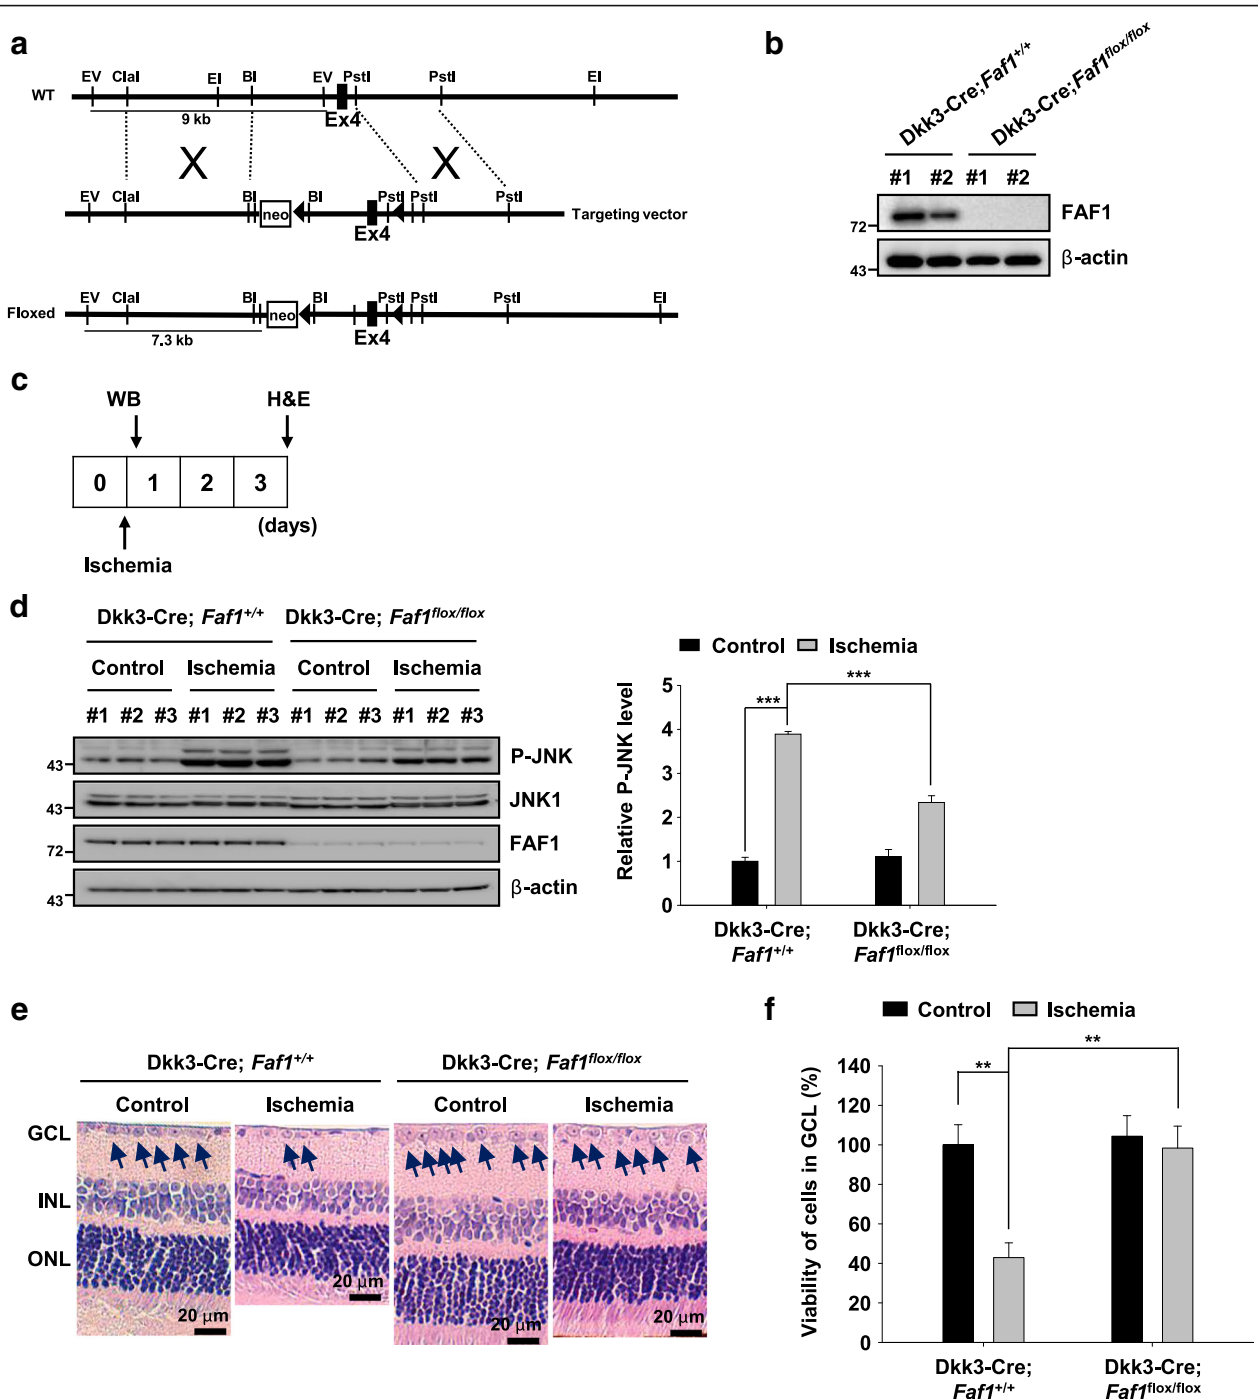 a
EV ClaI EI BI EV PstI PstI EI
WT
9 kb
Ex4
X X
EV ClaI BI neo BI PstI PstI PstI
Targeting vector
Ex4
EV ClaI BI BI PstI PstI PstI EI
Floxed
neo
7.3 kb
Ex4
b
Dkk3-Cre;Faf1+/+
Dkk3-Cre;Faf1flox/flox
#1 #2 #1 #2
FAF1
72
β-actin
43
c
WB H&E
0 1 2 3
(days)
Ischemia
d
Dkk3-Cre; Faf1+/+ Dkk3-Cre; Faf1flox/flox
Control Ischemia Control Ischemia
#1 #2 #3 #1 #2 #3 #1 #2 #3 #1 #2 #3
43 P-JNK
43 JNK1
72 FAF1
43 β-actin
Control Ischemia
Relative P-JNK level
*** ***
5
4
3
2
1
0
Dkk3-Cre; Dkk3-Cre;
Faf1+/+ Faf1flox/flox
e
Dkk3-Cre; Faf1+/+ Dkk3-Cre; Faf1flox/flox
Control Ischemia Control Ischemia
GCL
INL
ONL
20 μm
20 μm
20 μm
20 μm
f
Control Ischemia
Viability of cells in GCL (%)
** **
140
120
100
80
60
40
20
0
Dkk3-Cre; Dkk3-Cre;
Faf1+/+ Faf1flox/flox